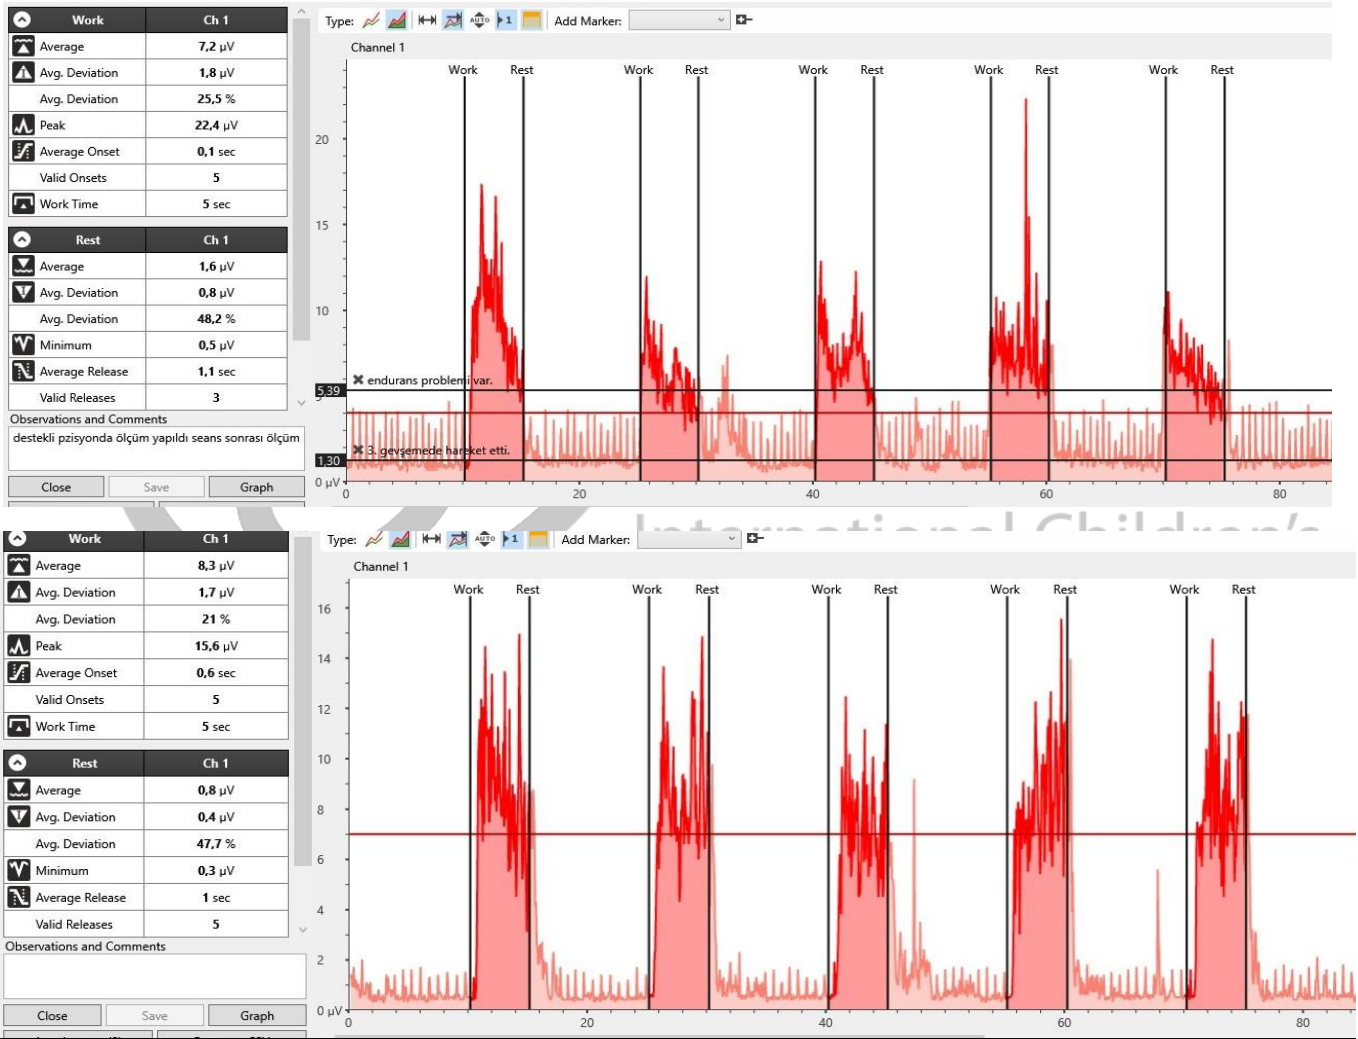 Work Ch 1
Average 7,2 µV
Avg. Deviation 1,8 µV
Avg. Deviation 25,5 %
Peak 22,4 µV
Average Onset 0,1 sec
Valid Onsets 5
Work Time 5 sec
Rest Ch 1
Average 1,6 µV
Avg. Deviation 0,8 µV
Avg. Deviation 48,2 %
Minimum 0,5 µV
Average Release 1,1 sec
Valid Releases 3
Observations and Comments
destekli pzisyonda ölçüm yapıldı seans sonrası ölçüm
Close Save Graph
Type: AUTO 1 Add Marker:
Channel 1
Work Rest Work Rest Work Rest Work Rest Work Rest
20
15
10
endurans problemi var.
5,39
3. gevşemede hareket etti.
1,30
0 µV
0 20 40 60 80
International Children's
Work Ch 1
Average 8,3 µV
Avg. Deviation 1,7 µV
Avg. Deviation 21 %
Peak 15,6 µV
Average Onset 0,6 sec
Valid Onsets 5
Work Time 5 sec
Rest Ch 1
Average 0,8 µV
Avg. Deviation 0,4 µV
Avg. Deviation 47,7 %
Minimum 0,3 µV
Average Release 1 sec
Valid Releases 5
Observations and Comments
Close Save Graph
Type: AUTO 1 Add Marker:
Channel 1
Work Rest Work Rest Work Rest Work Rest Work Rest
16
14
12
10
8
6
4
2
0 µV
0 20 40 60 80